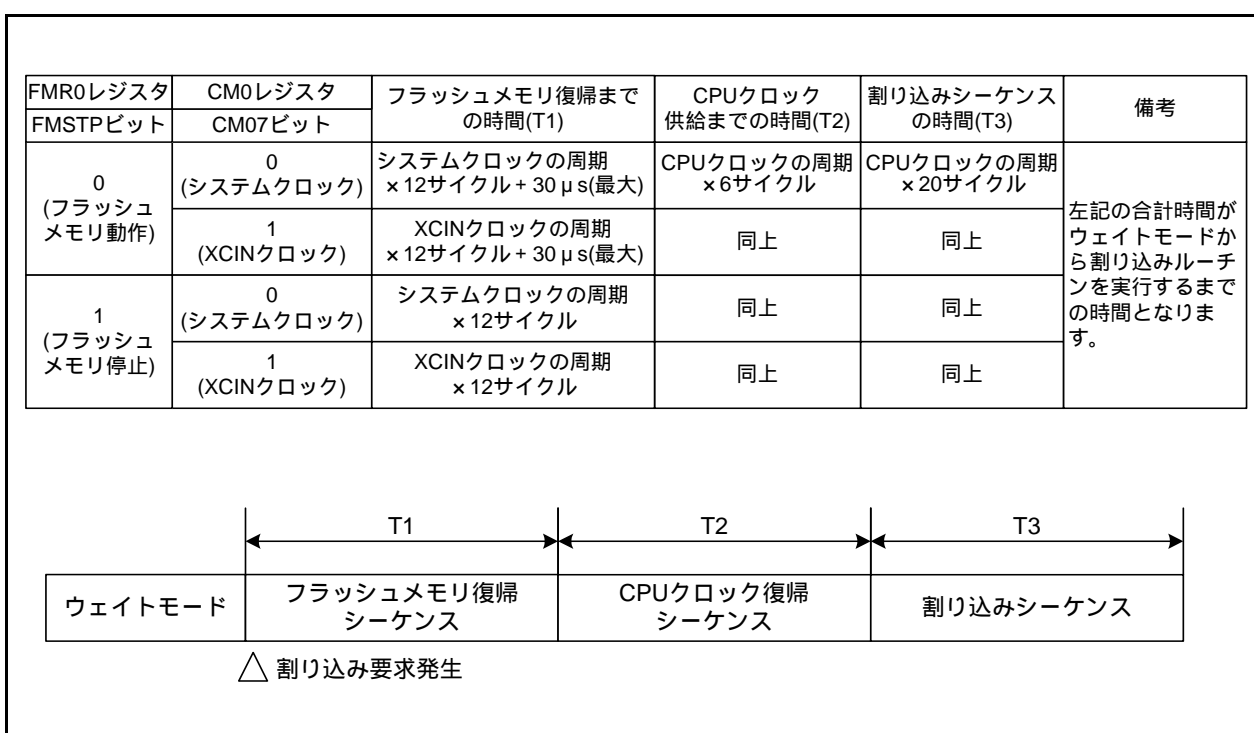 FMR0レジスタ
FMSTPビット
CM0レジスタ
CM07ビット
フラッシュメモリ復帰まで
の時間(T1)
CPUクロック
供給までの時間(T2)
割り込みシーケンス
の時間(T3)
備考
0
(フラッシュ
メモリ動作)
0
(システムクロック)
システムクロックの周期
×12サイクル + 30 μs(最大)
CPUクロックの周期
×6サイクル
CPUクロックの周期
×20サイクル
左記の合計時間が
ウェイトモードか
ら割り込みルーチ
ンを実行するまで
の時間となりま
す。
1
(XCINクロック)
XCINクロックの周期
×12サイクル + 30 μs(最大)
同上
同上
1
(フラッシュ
メモリ停止)
0
(システムクロック)
システムクロックの周期
×12サイクル
同上
同上
1
(XCINクロック)
XCINクロックの周期
×12サイクル
同上
同上
T1
T2
T3
ウェイトモード
フラッシュメモリ復帰
シーケンス
CPUクロック復帰
シーケンス
割り込みシーケンス
割り込み要求発生